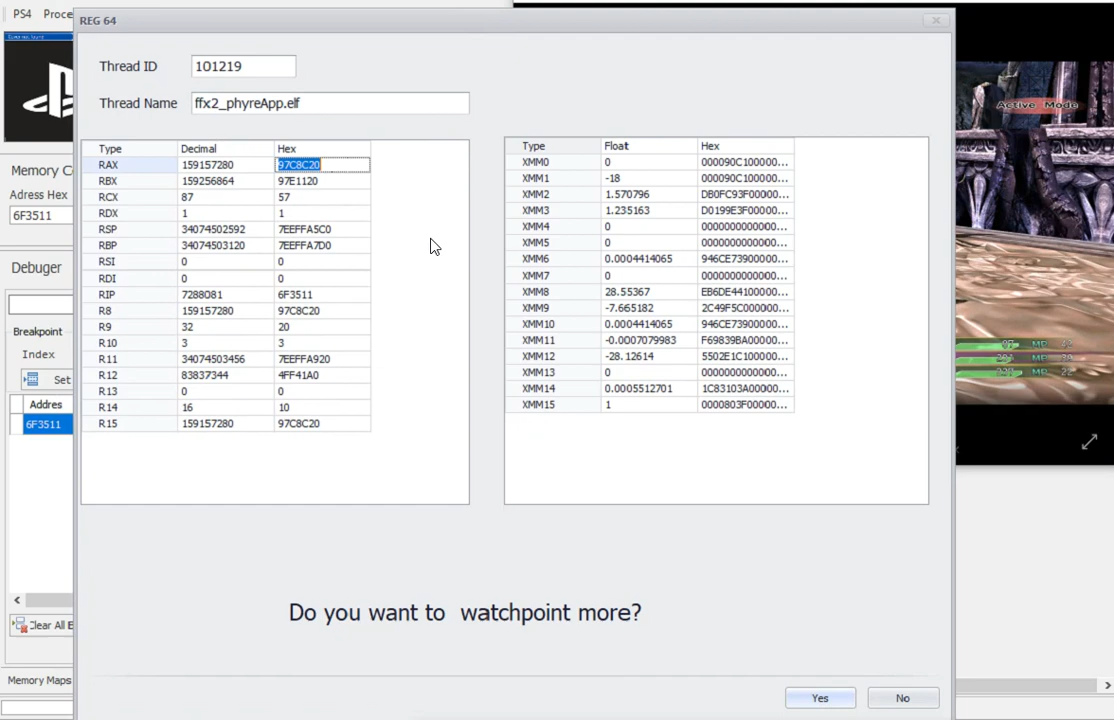 PS4 Proce
REG 64
Thread ID 101219
Thread Name ffx2_phyreApp.elf
Type Decimal Hex
RAX 159157280 97C8C20
RBX 159256864 97E1120
RCX 87 57
RDX 1 1
RSP 34074502592 7EEFFA5C0
RBP 34074503120 7EEFFA7D0
RSI 0 0
RDI 0 0
RIP 7288081 6F3511
R8 159157280 97C8C20
R9 32 20
R10 3 3
R11 34074503456 7EEFFA920
R12 83837344 4FF41A0
R13 0 0
R14 16 10
R15 159157280 97C8C20
Type Float Hex
XMM0 0 000090C100000...
XMM1 -18 000090C100000...
XMM2 1.570796 DB0FC93F00000...
XMM3 1.235163 D0199E3F00000...
XMM4 0 0000000000000...
XMM5 0 0000000000000...
XMM6 0.0004414065 946CE73900000...
XMM7 0 0000000000000...
XMM8 28.55367 EB6DE44100000...
XMM9 -7.665182 2C49F5C000000...
XMM10 0.0004414065 946CE73900000...
XMM11 -0.0007079983 F69839BA00000...
XMM12 -28.12614 5502E1C100000...
XMM13 0 0000000000000...
XMM14 0.0005512701 1C83103A00000...
XMM15 1 0000803F00000...
Do you want to watchpoint more?
Yes No
Memory Co
Adress Hex
6F3511
Debuger
Breakpoint
Index
Set
Addres
6F3511
Clear All B
Memory Maps
Active Mode
MP
MP
MP 22